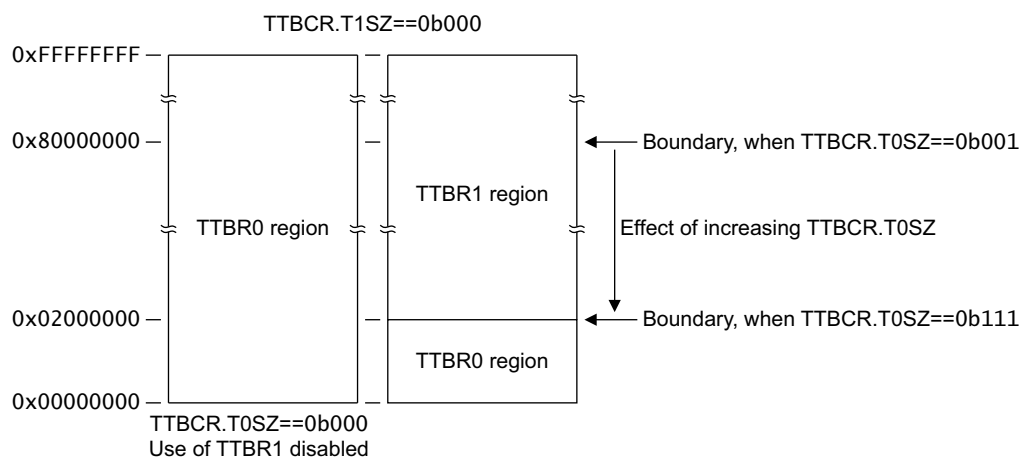 TTBCR.T1SZ==0b000
0xFFFFFFFF
0x80000000
Boundary, when TTBCR.T0SZ==0b001
TTBR1 region
TTBR0 region
Effect of increasing TTBCR.T0SZ
0x02000000
Boundary, when TTBCR.T0SZ==0b111
TTBR0 region
0x00000000
TTBCR.T0SZ==0b000
Use of TTBR1 disabled